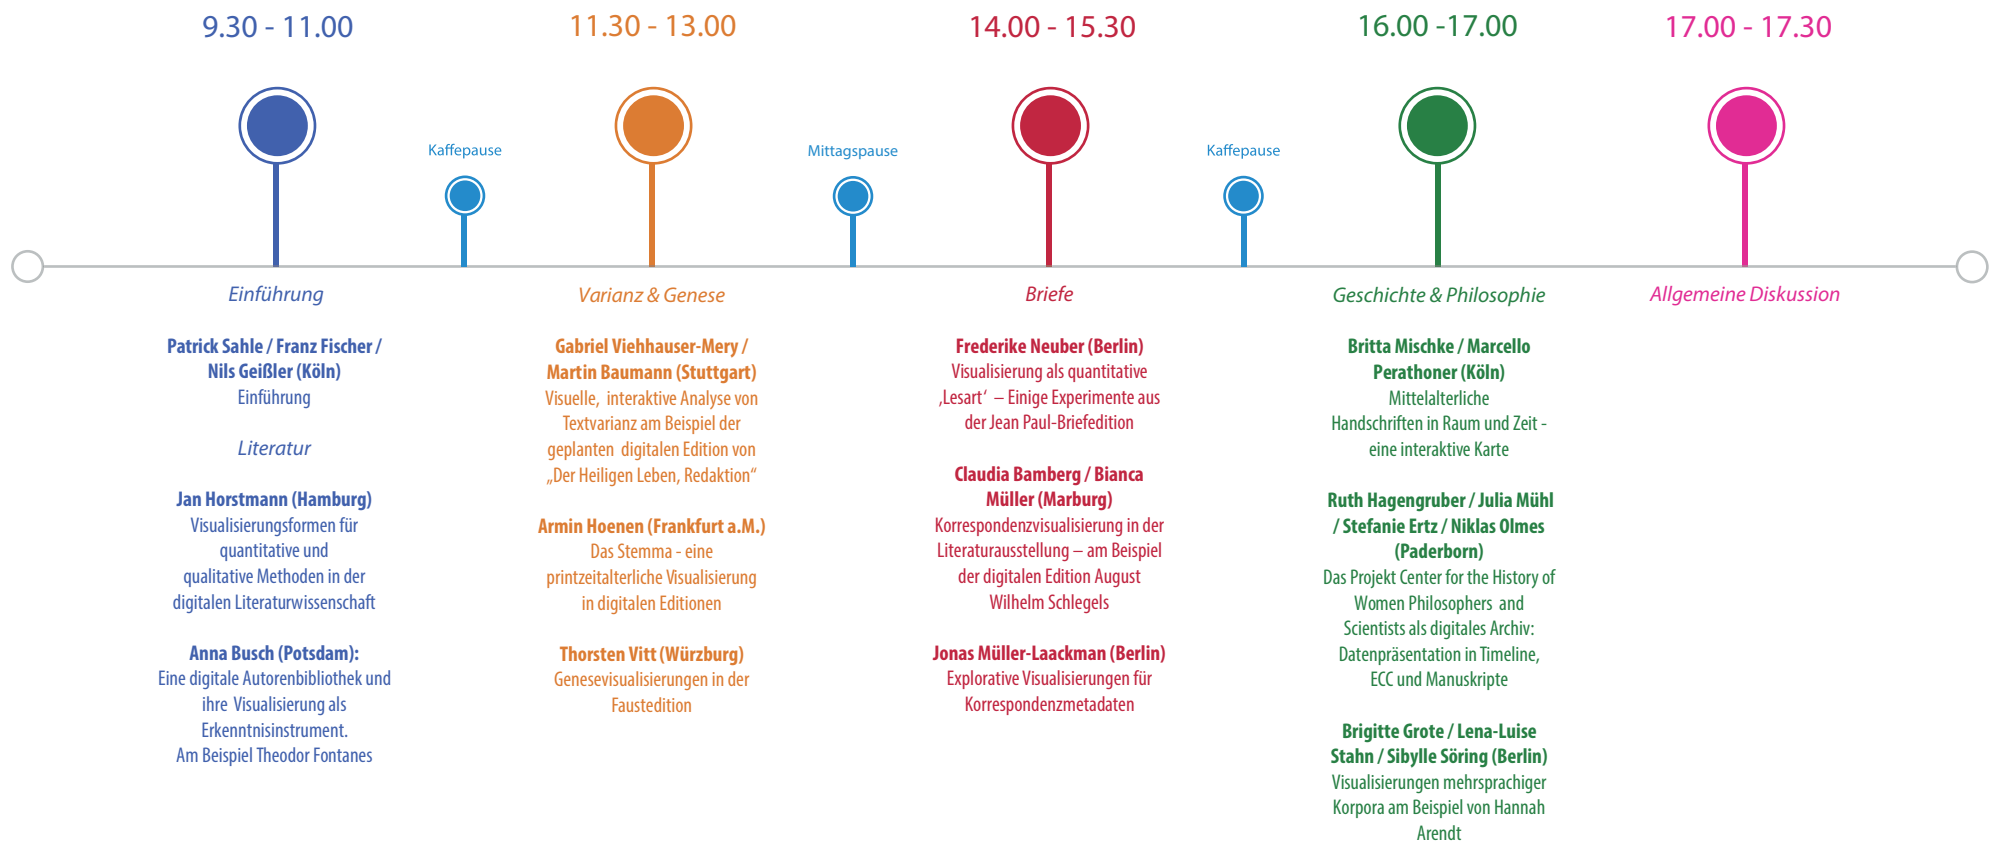 9.30 - 11.00
11.30 - 13.00
14.00 - 15.30
16.00 -17.00
17.00 - 17.30
Kaffepause
Mittagspause
Kaffepause
Einführung
Patrick Sahle / Franz Fischer /
Nils Geißler (Köln)
Einführung
Literatur
Jan Horstmann (Hamburg)
Visualisierungsformen für
quantitative und
qualitative Methoden in der
digitalen Literaturwissenschaft
Anna Busch (Potsdam):
Eine digitale Autorenbibliothek und
ihre Visualisierung als
Erkenntnisinstrument.
Am Beispiel Theodor Fontanes
Varianz & Genese
Gabriel Viehhauser-Mery /
Martin Baumann (Stuttgart)
Visuelle, interaktive Analyse von
Textvarianz am Beispiel der
geplanten digitalen Edition von
„Der Heiligen Leben, Redaktion“
Armin Hoenen (Frankfurt a.M.)
Das Stemma - eine
printzeitalterliche Visualisierung
in digitalen Editionen
Thorsten Vitt (Würzburg)
Genesevisualisierungen in der
Faustedition
Briefe
Frederike Neuber (Berlin)
Visualisierung als quantitative
‚Lesart‘ – Einige Experimente aus
der Jean Paul-Briefedition
Claudia Bamberg / Bianca
Müller (Marburg)
Korrespondenzvisualisierung in der
Literaturausstellung – am Beispiel
der digitalen Edition August
Wilhelm Schlegels
Jonas Müller-Laackman (Berlin)
Explorative Visualisierungen für
Korrespondenzmetadaten
Geschichte & Philosophie
Britta Mischke / Marcello
Perathoner (Köln)
Mittelalterliche
Handschriften in Raum und Zeit -
eine interaktive Karte
Ruth Hagengruber / Julia Mühl
/ Stefanie Ertz / Niklas Olmes
(Paderborn)
Das Projekt Center for the History of
Women Philosophers and
Scientists als digitales Archiv:
Datenpräsentation in Timeline,
ECC und Manuskripte
Brigitte Grote / Lena-Luise
Stahn / Sibylle Söring (Berlin)
Visualisierungen mehrsprachiger
Korpora am Beispiel von Hannah
Arendt
Allgemeine Diskussion